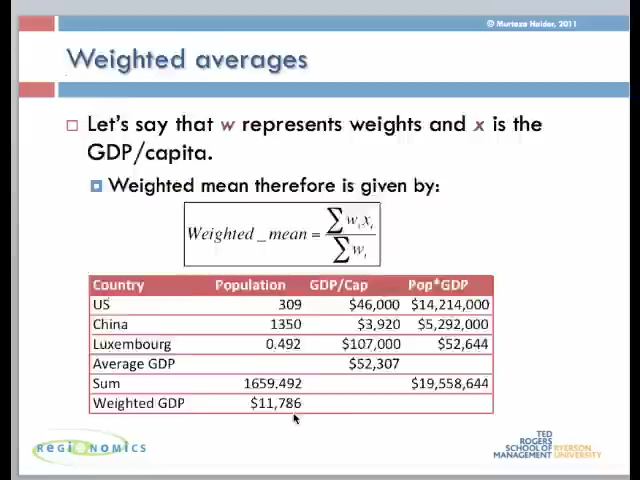 © Murtaza Haider, 2011
Weighted averages
Let's say that w represents weights and x is the
GDP/capita.
Weighted mean therefore is given by:
Weighted _ mean = ∑ wᵢxᵢ / ∑ wᵢ
Country Population GDP/Cap Pop*GDP
US 309 $46,000 $14,214,000
China 1350 $3,920 $5,292,000
Luxembourg 0.492 $107,000 $52,644
Average GDP $52,307
Sum 1659.492 $19,558,644
Weighted GDP $11,786
REGIONOMICS
TED
ROGERS
SCHOOL OF RYERSON
MANAGEMENT UNIVERSITY